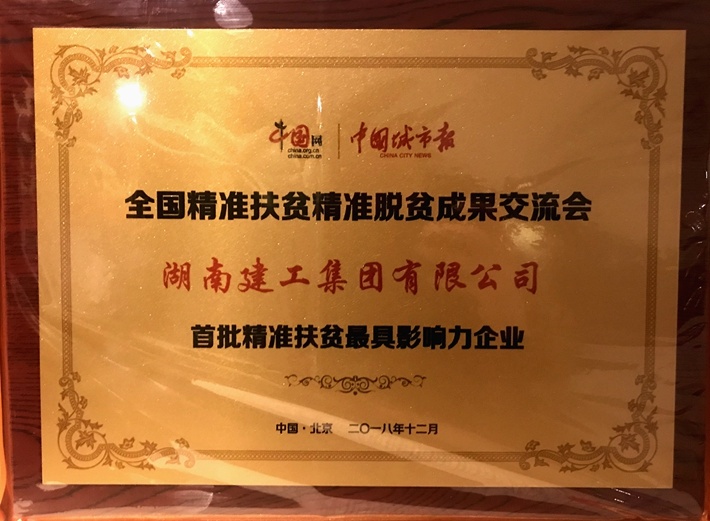 中国网
china.org.cn
china.com.cn
中国城市报
CHINA CITY NEWS
全国精准扶贫精准脱贫成果交流会
湖南建工集团有限公司
首批精准扶贫最具影响力企业
中国·北京 二〇一八年十二月